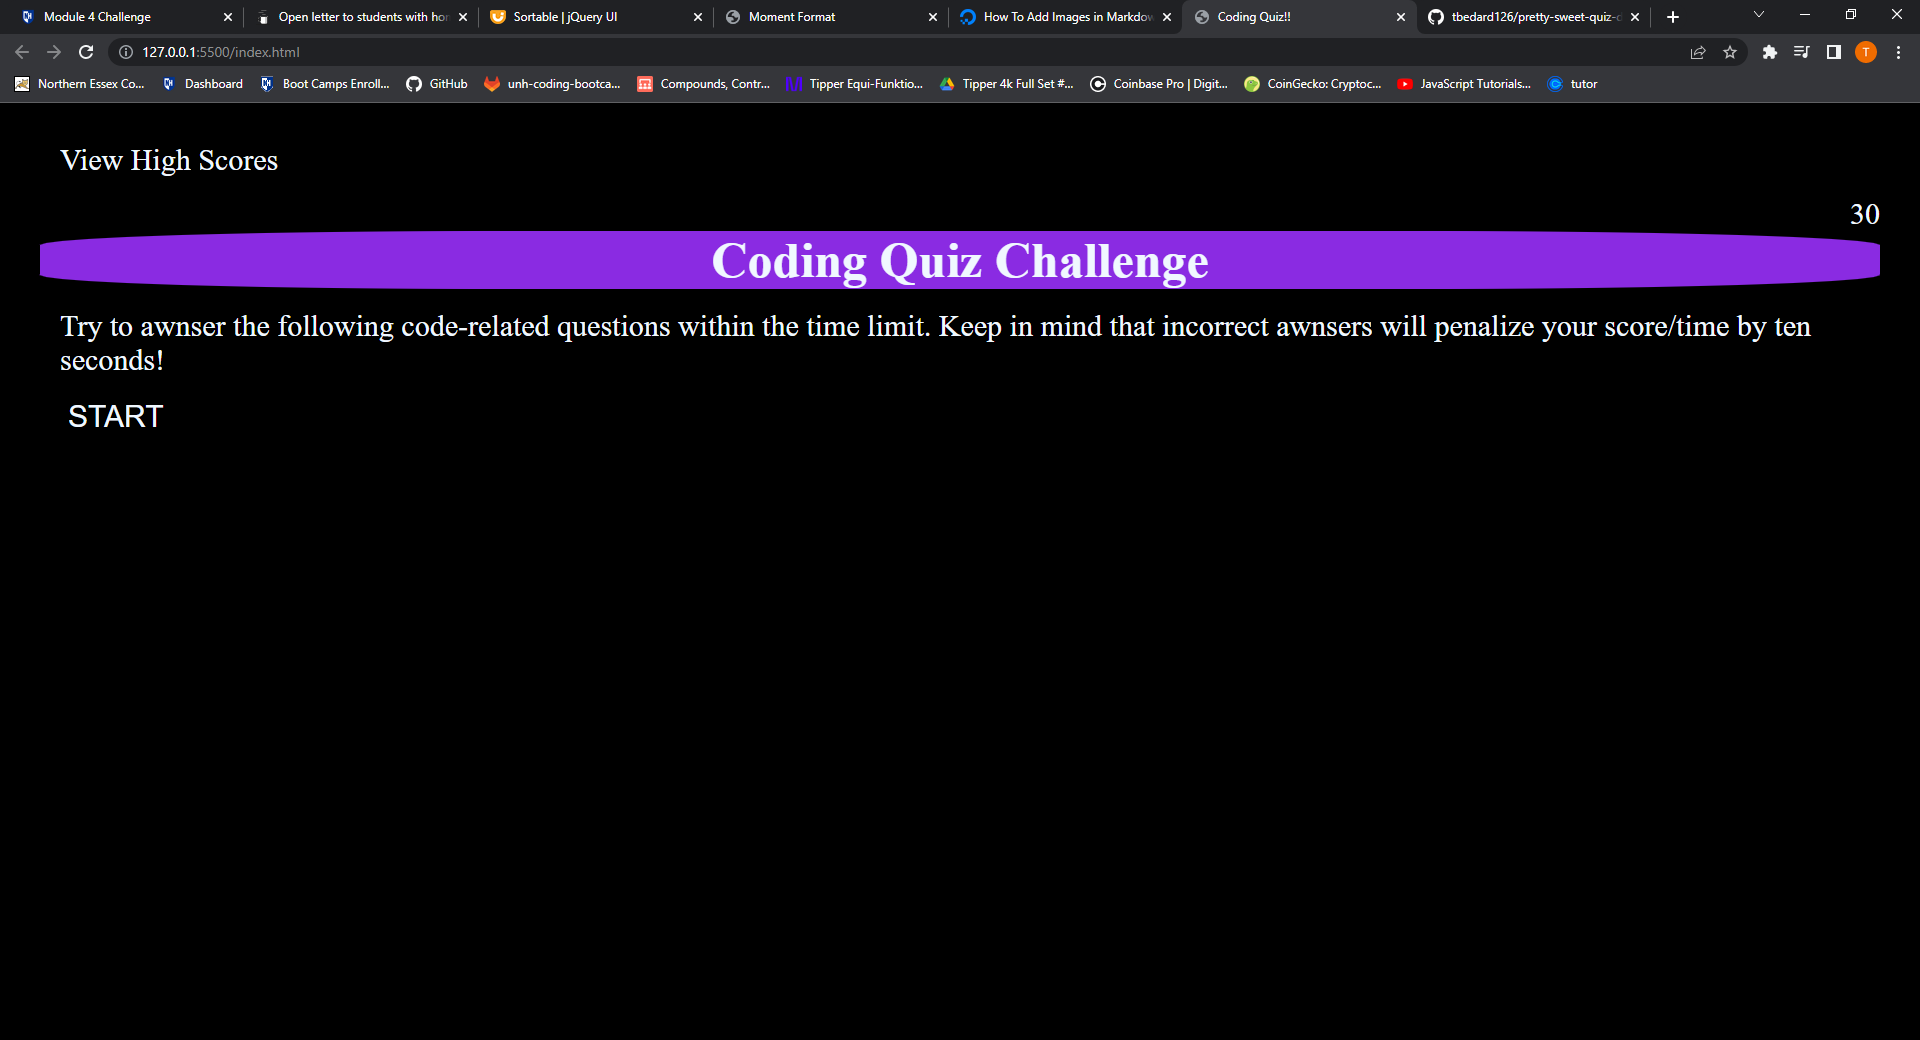 Module 4 Challenge
Open letter to students with hon
Sortable | jQuery UI
Moment Format
How To Add Images in Markdow
Coding Quiz!!
tbedard126/pretty-sweet-quiz-c
127.0.0.1:5500/index.html
T
Northern Essex Co...
Dashboard
Boot Camps Enroll...
GitHub
unh-coding-bootca...
Compounds, Contr...
Tipper Equi-Funktio...
Tipper 4k Full Set #...
Coinbase Pro | Digit...
CoinGecko: Cryptoc...
JavaScript Tutorials...
tutor
View High Scores
30
Coding Quiz Challenge
Try to awnser the following code-related questions within the time limit. Keep in mind that incorrect awnsers will penalize your score/time by ten
seconds!
START